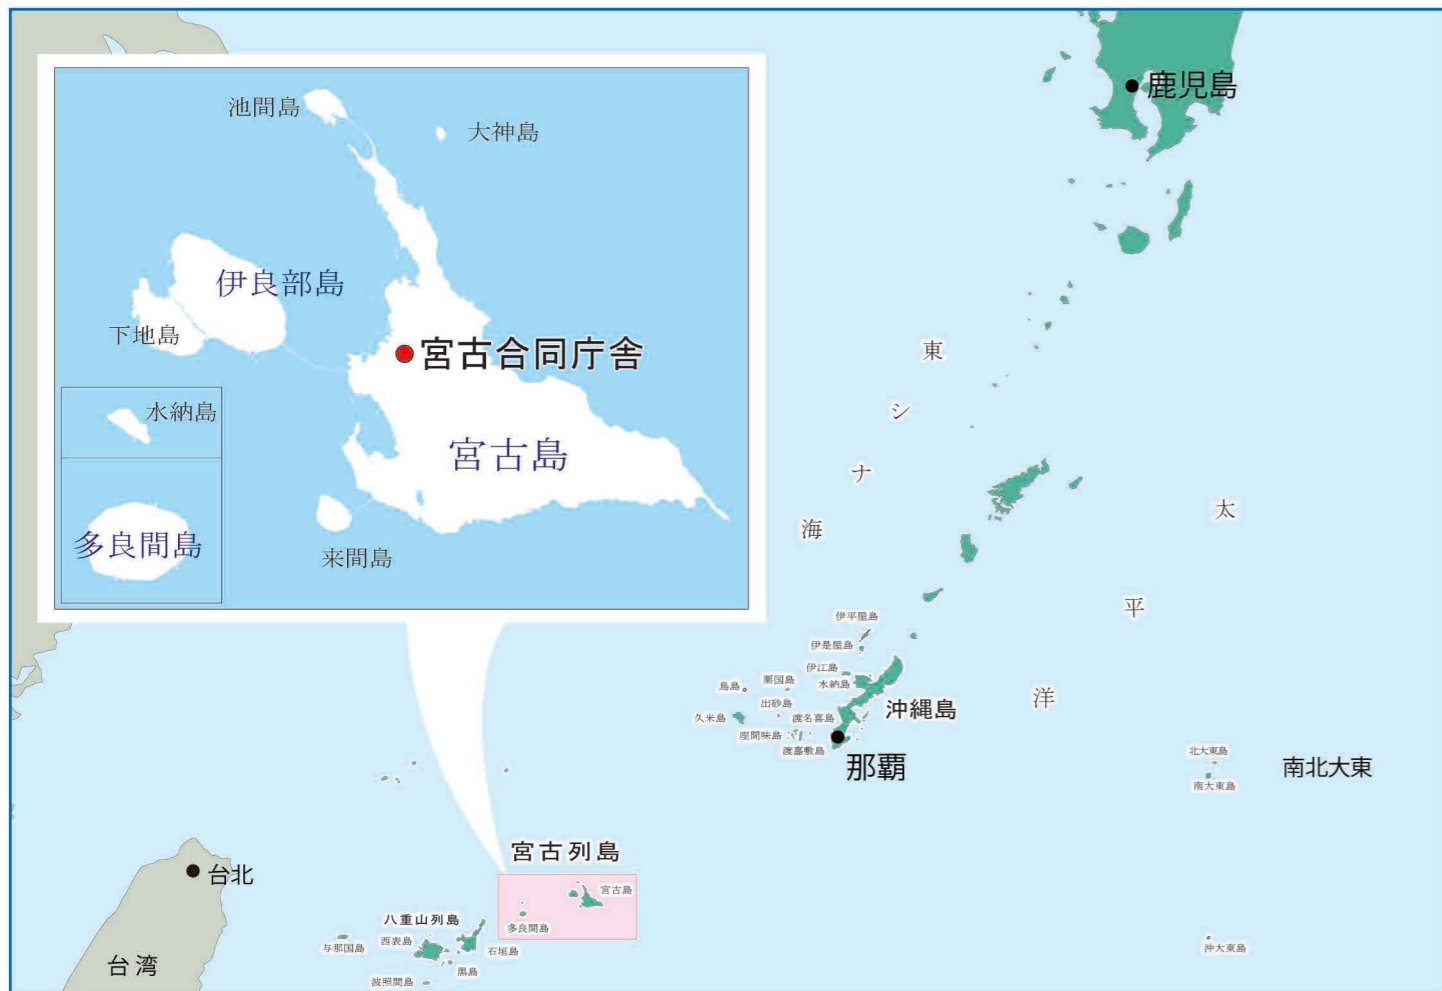 鹿児島
池間島
大神島
伊良部島
下地島
宮古合同庁舎
水納島
宮古島
多良間島
来間島
東シナ海
太平洋
伊平屋島
伊是屋島
伊江島
水納島
粟国島
鳥島
出砂島
久米島
渡名喜島
座間味島
渡嘉敷島
沖縄島
那覇
北大東島
南大東島
南北大東
宮古列島
宮古島
多良間島
台北
台湾
八重山列島
与那国島
西表島
石垣島
黒島
波照間島
沖大東島